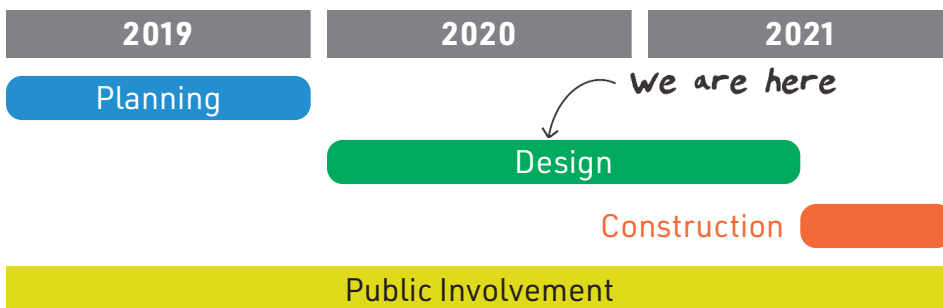 2019 2020 2021
Planning
We are here
Design
Construction
Public Involvement